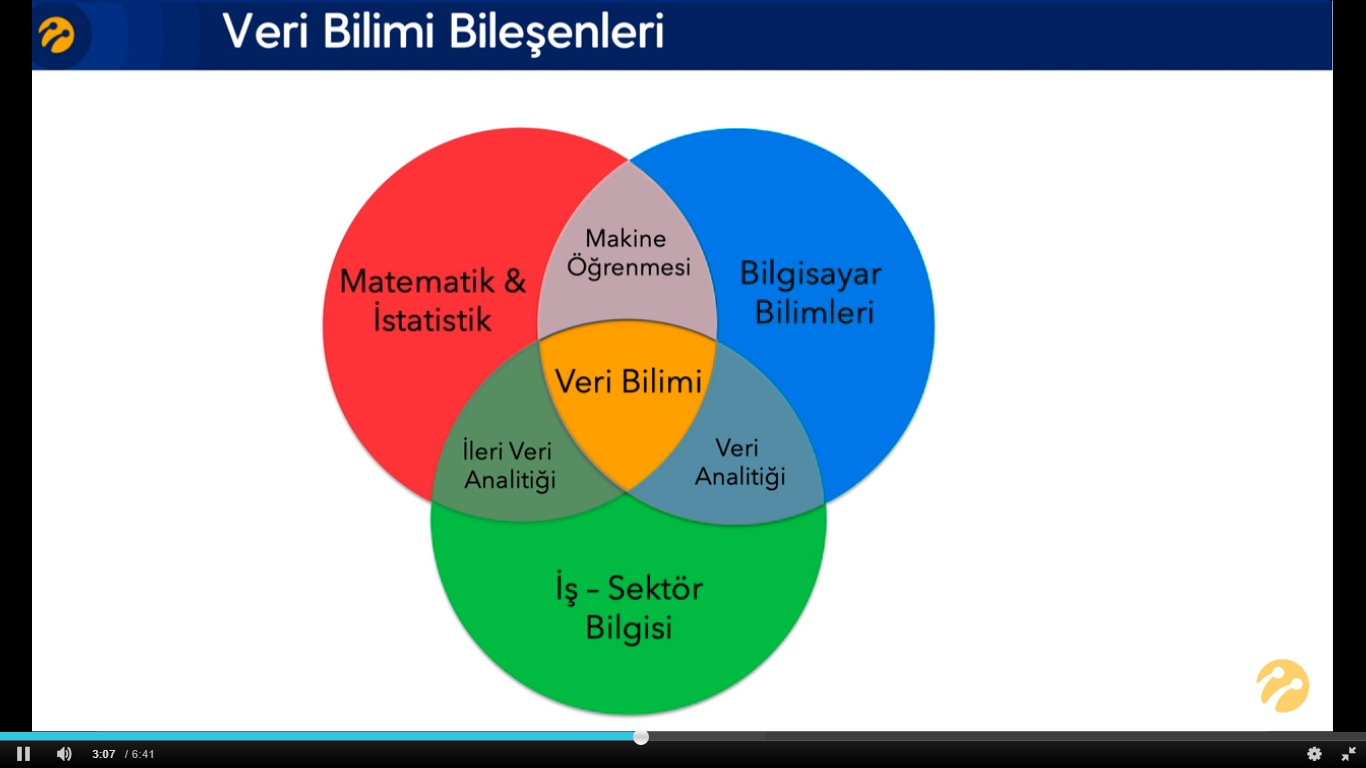 Veri Bilimi Bileşenleri
Makine
Öğrenmesi
Matematik &
İstatistik
Bilgisayar
Bilimleri
Veri Bilimi
İleri Veri
Analitiği
Veri
Analitiği
İş – Sektör
Bilgisi
3:07 / 6:41